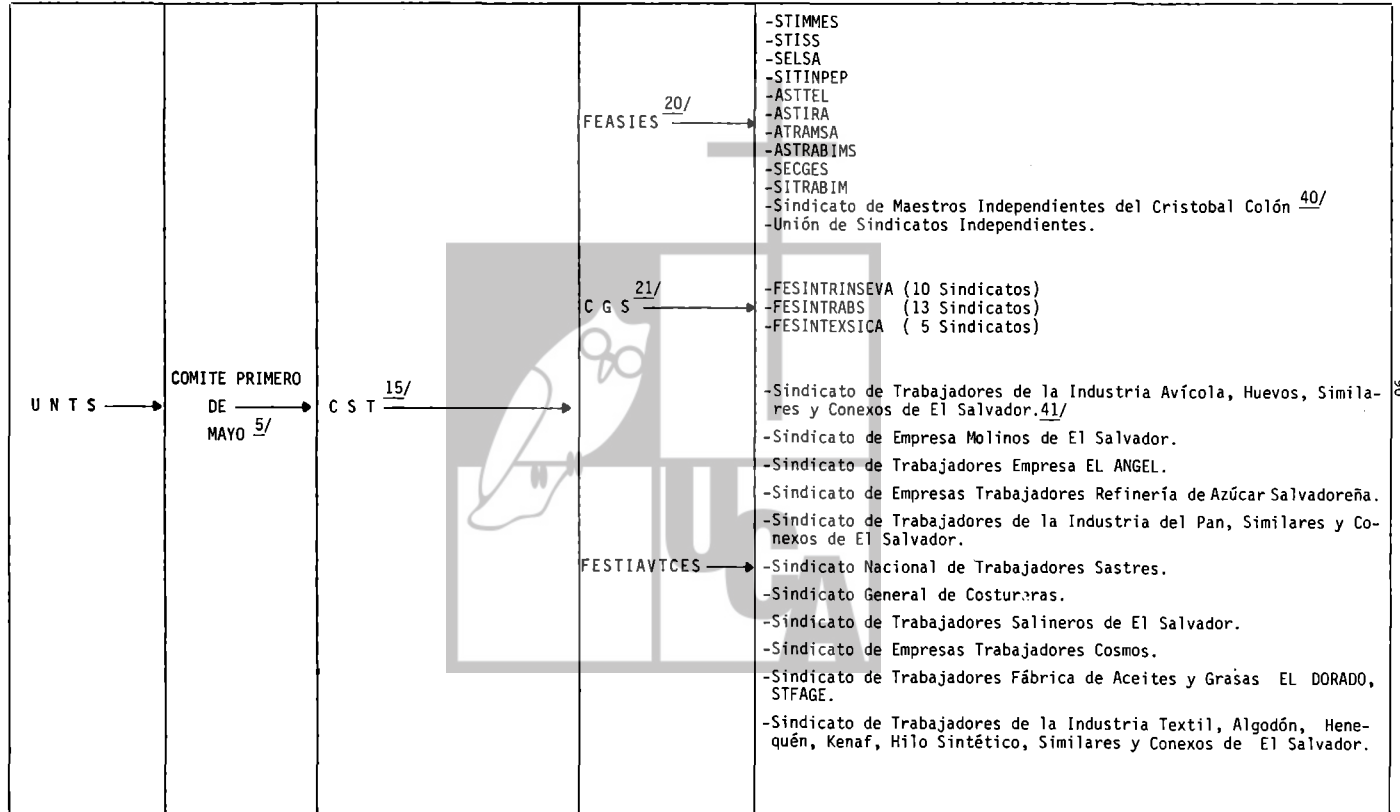 U N T S
COMITE PRIMERO
DE
MAYO 5/
C S T 15/
FEASIES 20/
-STIMMES
-STISS
-SELSA
-SITINPEP
-ASTTEL
-ASTIRA
-ATRAMSA
-ASTRABIMS
-SECGES
-SITRABIM
-Sindicato de Maestros Independientes del Cristobal Colón 40/
-Unión de Sindicatos Independientes.
C G S 21/
-FESINTRINSEVA (10 Sindicatos)
-FESINTRABS (13 Sindicatos)
-FESINTEXSICA ( 5 Sindicatos)
FESTIAVTCES
-Sindicato de Trabajadores de la Industria Avícola, Huevos, Simila-
res y Conexos de El Salvador.41/
-Sindicato de Empresa Molinos de El Salvador.
-Sindicato de Trabajadores Empresa EL ANGEL.
-Sindicato de Empresas Trabajadores Refinería de Azúcar Salvadoreña.
-Sindicato de Trabajadores de la Industria del Pan, Similares y Co-
nexos de El Salvador.
-Sindicato Nacional de Trabajadores Sastres.
-Sindicato General de Costureras.
-Sindicato de Trabajadores Salineros de El Salvador.
-Sindicato de Empresas Trabajadores Cosmos.
-Sindicato de Trabajadores Fábrica de Aceites y Grasas EL DORADO,
STFAGE.
-Sindicato de Trabajadores de la Industria Textil, Algodón, Hene-
quén, Kenaf, Hilo Sintético, Similares y Conexos de El Salvador.
UCA